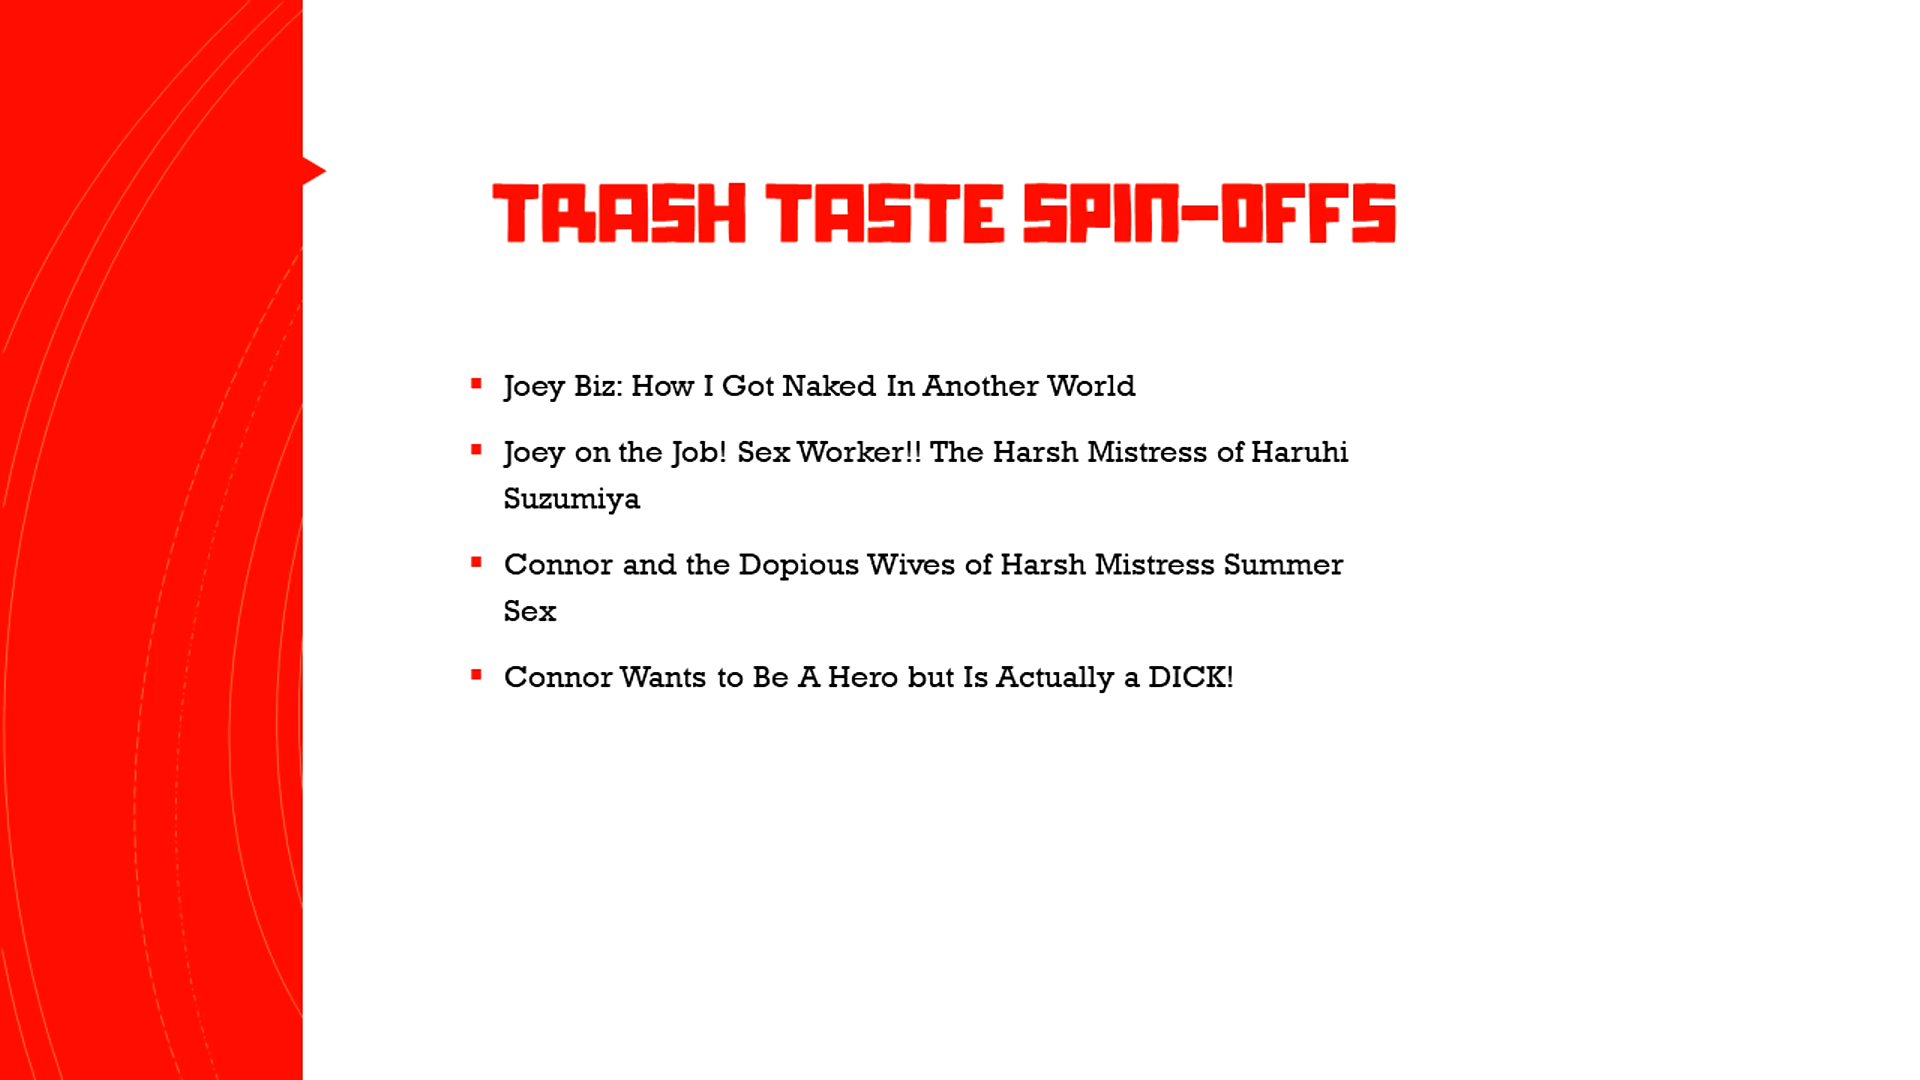 TRASH TASTE SPIN-OFFS
Joey Biz: How I Got Naked In Another World
Joey on the Job! Sex Worker!! The Harsh Mistress of Haruhi
Suzumiya
Connor and the Dopious Wives of Harsh Mistress Summer
Sex
Connor Wants to Be A Hero but Is Actually a DICK!